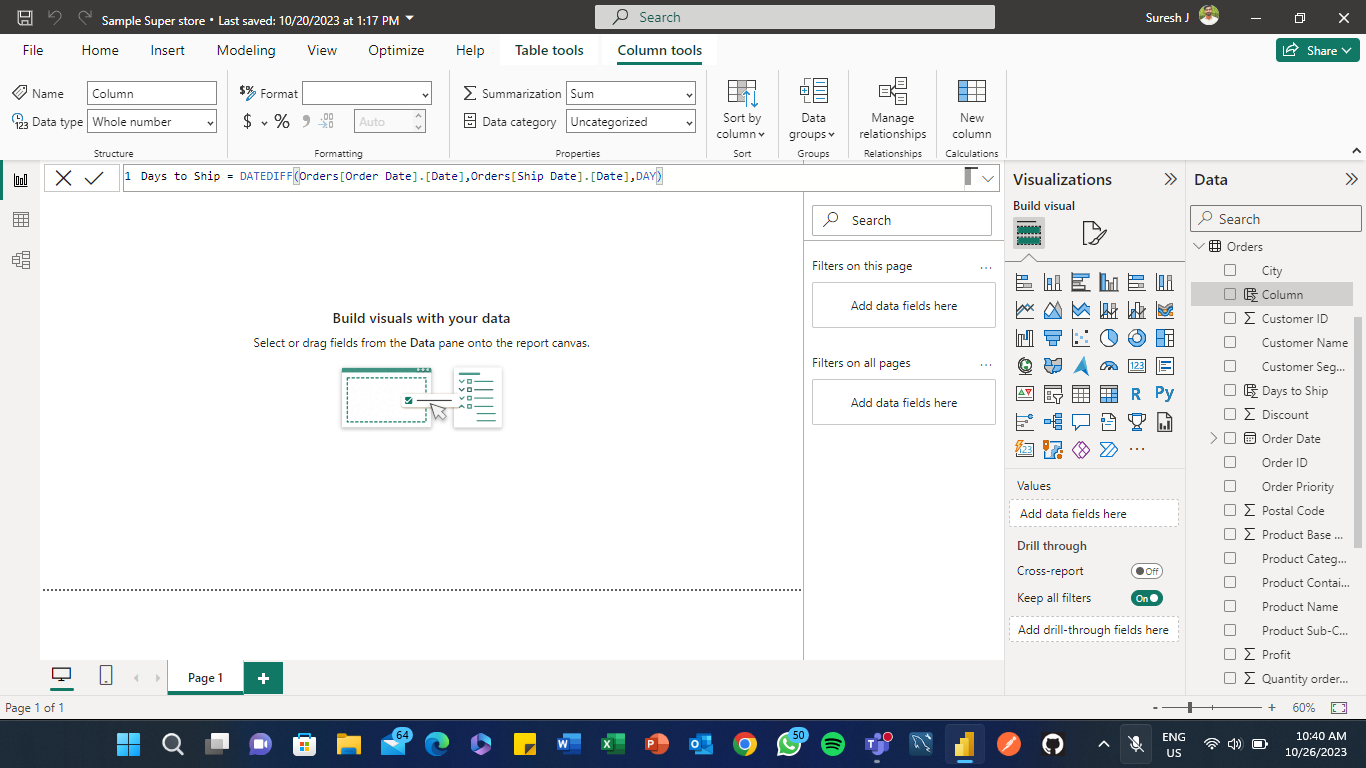 Sample Super store • Last saved: 10/20/2023 at 1:17 PM
Search
Suresh J
File
Home
Insert
Modeling
View
Optimize
Help
Table tools
Column tools
Share
Name
Column
Data type
Whole number
Structure
Format
$ % 9 .00
Auto
Formatting
Summarization
Sum
Data category
Uncategorized
Properties
Sort by
column
Sort
Data
groups
Groups
Manage
relationships
Relationships
New
column
Calculations
1 Days to Ship = DATEDIFF(Orders[Order Date].[Date],Orders[Ship Date].[Date],DAY)
Build visuals with your data
Select or drag fields from the Data pane onto the report canvas.
Search
Filters on this page
...
Add data fields here
Filters on all pages
...
Add data fields here
Visualizations
Build visual
123
R
Py
123
...
Values
Add data fields here
Drill through
Cross-report
Off
Keep all filters
On
Add drill-through fields here
Data
Search
Orders
City
Column
Customer ID
Customer Name
Customer Seg...
Days to Ship
Discount
Order Date
Order ID
Order Priority
Postal Code
Product Base ...
Product Categ...
Product Contai...
Product Name
Product Sub-C...
Profit
Quantity order...
Page 1
+
Page 1 of 1
- + 60%
64
50
ENG
US
10:40 AM
10/26/2023